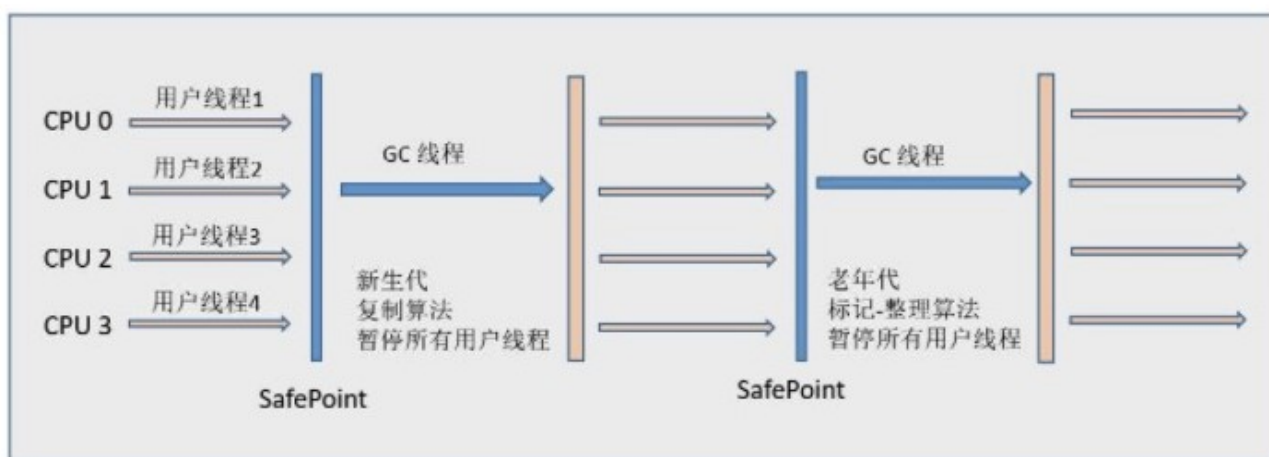 CPU 0
用户线程1
CPU 1
用户线程2
CPU 2
用户线程3
CPU 3
用户线程4
SafePoint
GC 线程
新生代
复制算法
暂停所有用户线程
SafePoint
GC 线程
老年代
标记-整理算法
暂停所有用户线程